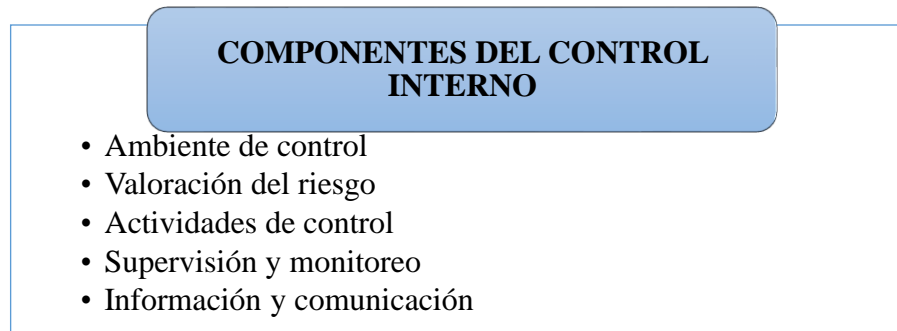 COMPONENTES DEL CONTROL
INTERNO
• Ambiente de control
• Valoración del riesgo
• Actividades de control
• Supervisión y monitoreo
• Información y comunicación